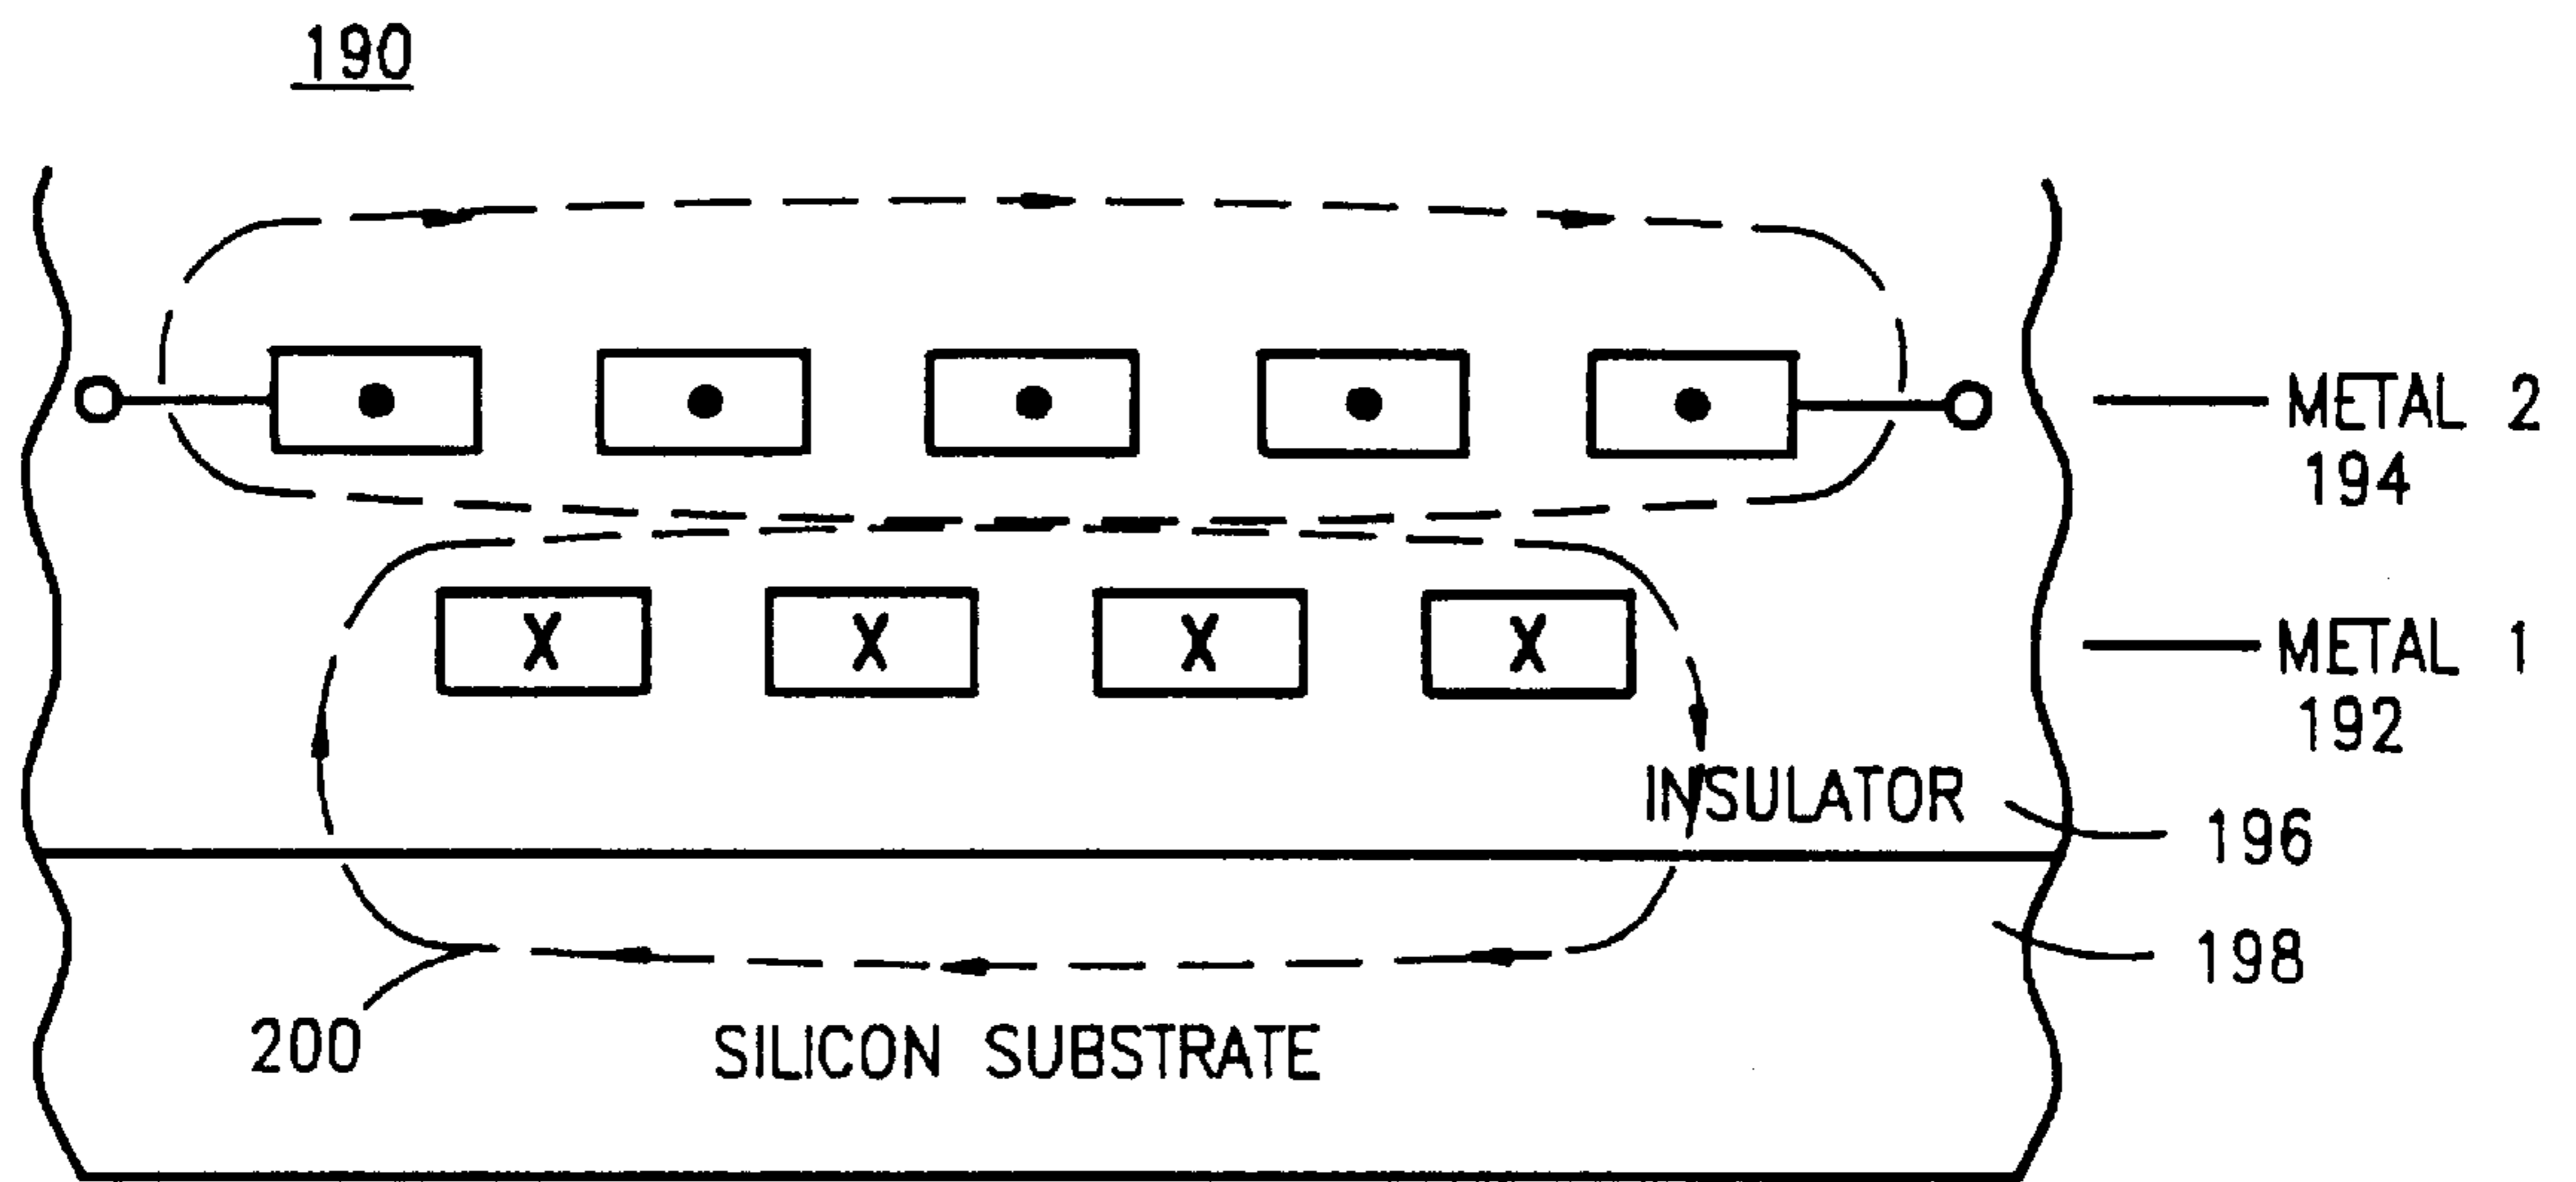 190
METAL 2
194
X X X X
METAL 1
192
INSULATOR
196
198
200
SILICON SUBSTRATE